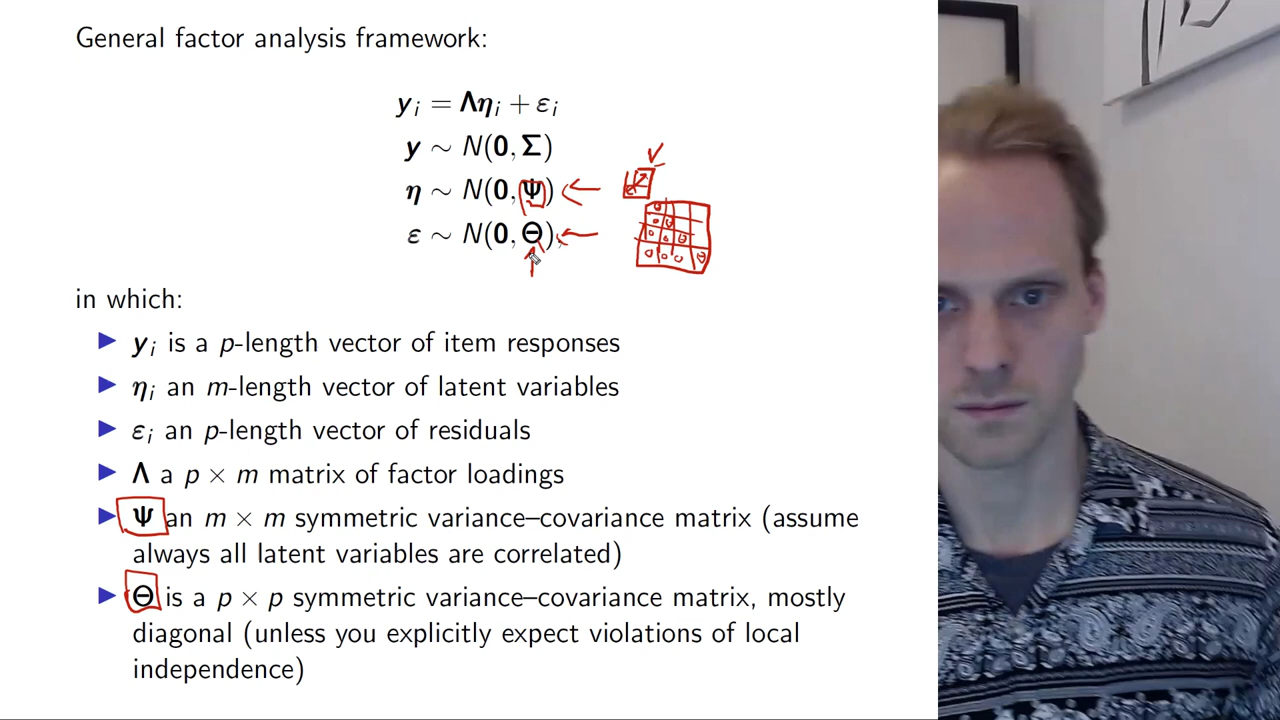 General factor analysis framework:
𝒚ᵢ = Λ𝜼ᵢ + 𝜺ᵢ
𝒚 ∼ N(𝟎, Σ)
𝜼 ∼ N(𝟎, Ψ)
𝜺 ∼ N(𝟎, Θ),
in which:
▶ 𝒚ᵢ is a p-length vector of item responses
▶ 𝜼ᵢ an m-length vector of latent variables
▶ 𝜺ᵢ an p-length vector of residuals
▶ Λ a p × m matrix of factor loadings
▶ Ψ an m × m symmetric variance–covariance matrix (assume
always all latent variables are correlated)
▶ Θ is a p × p symmetric variance–covariance matrix, mostly
diagonal (unless you explicitly expect violations of local
independence)